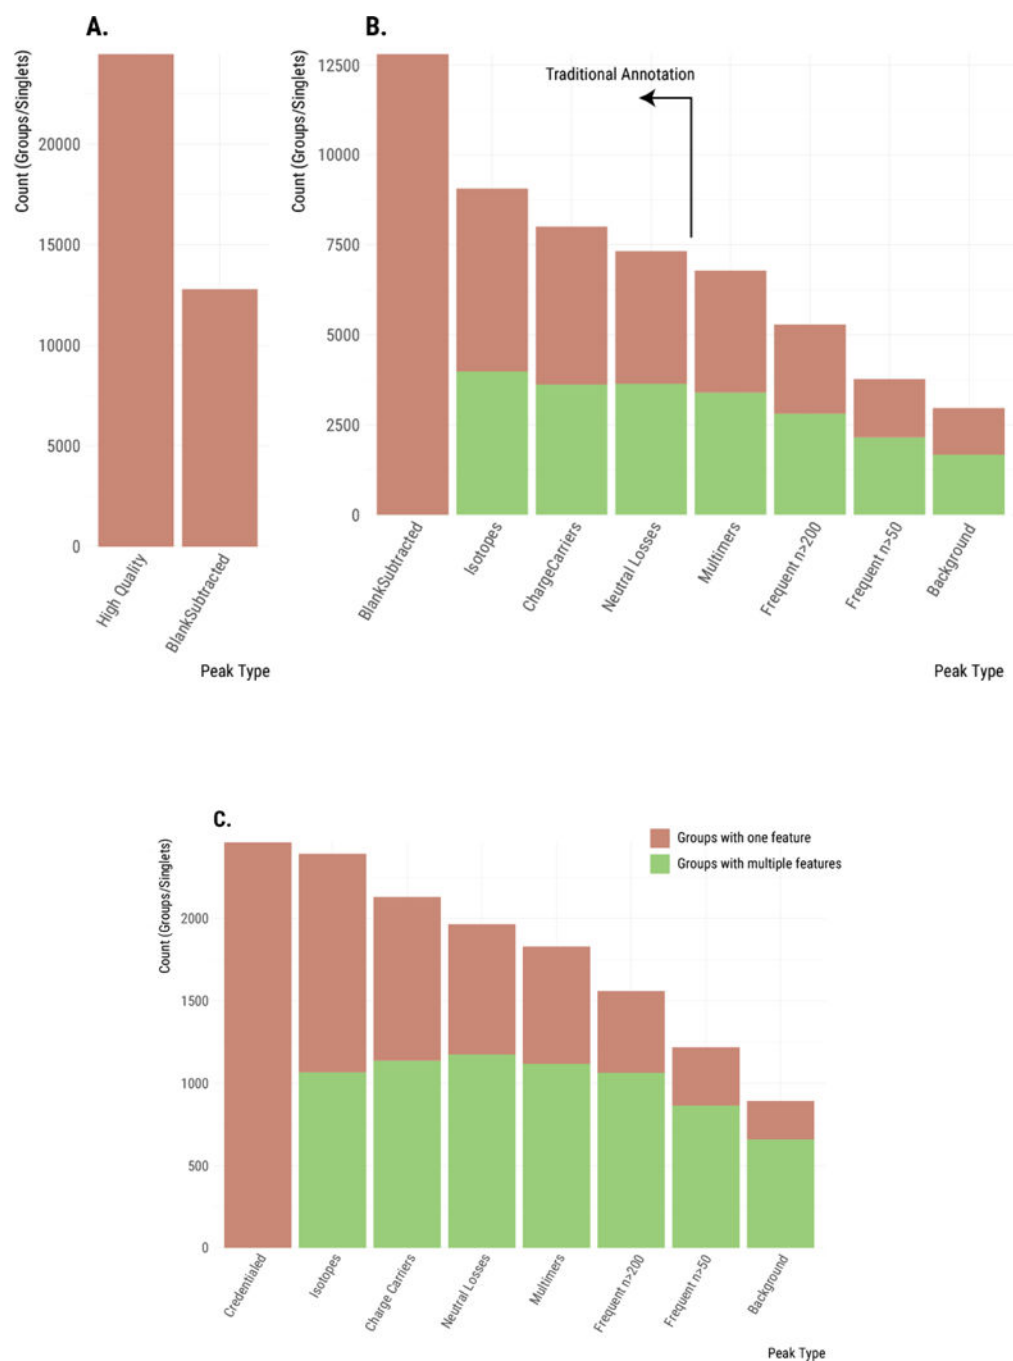 A.
Count (Groups/Singlets)
20000
15000
10000
5000
0
High Quality
BlankSubtracted
Peak Type
B.
Count (Groups/Singlets)
12500
10000
7500
5000
2500
0
Traditional Annotation
BlankSubtracted
Isotopes
ChargeCarriers
Neutral Losses
Multimers
Frequent n>200
Frequent n>50
Background
Peak Type
C.
Count (Groups/Singlets)
2000
1500
1000
500
0
Groups with one feature
Groups with multiple features
Credentialed
Isotopes
Charge Carriers
Neutral Losses
Multimers
Frequent n>200
Frequent n>50
Background
Peak Type